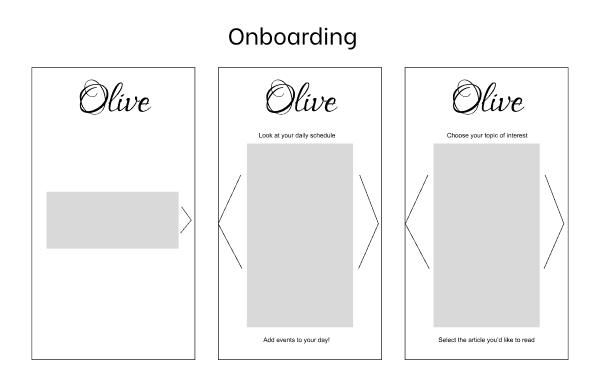 Onboarding
Olive
Olive
Look at your daily schedule
Add events to your day!
Olive
Choose your topic of interest
Select the article you'd like to read